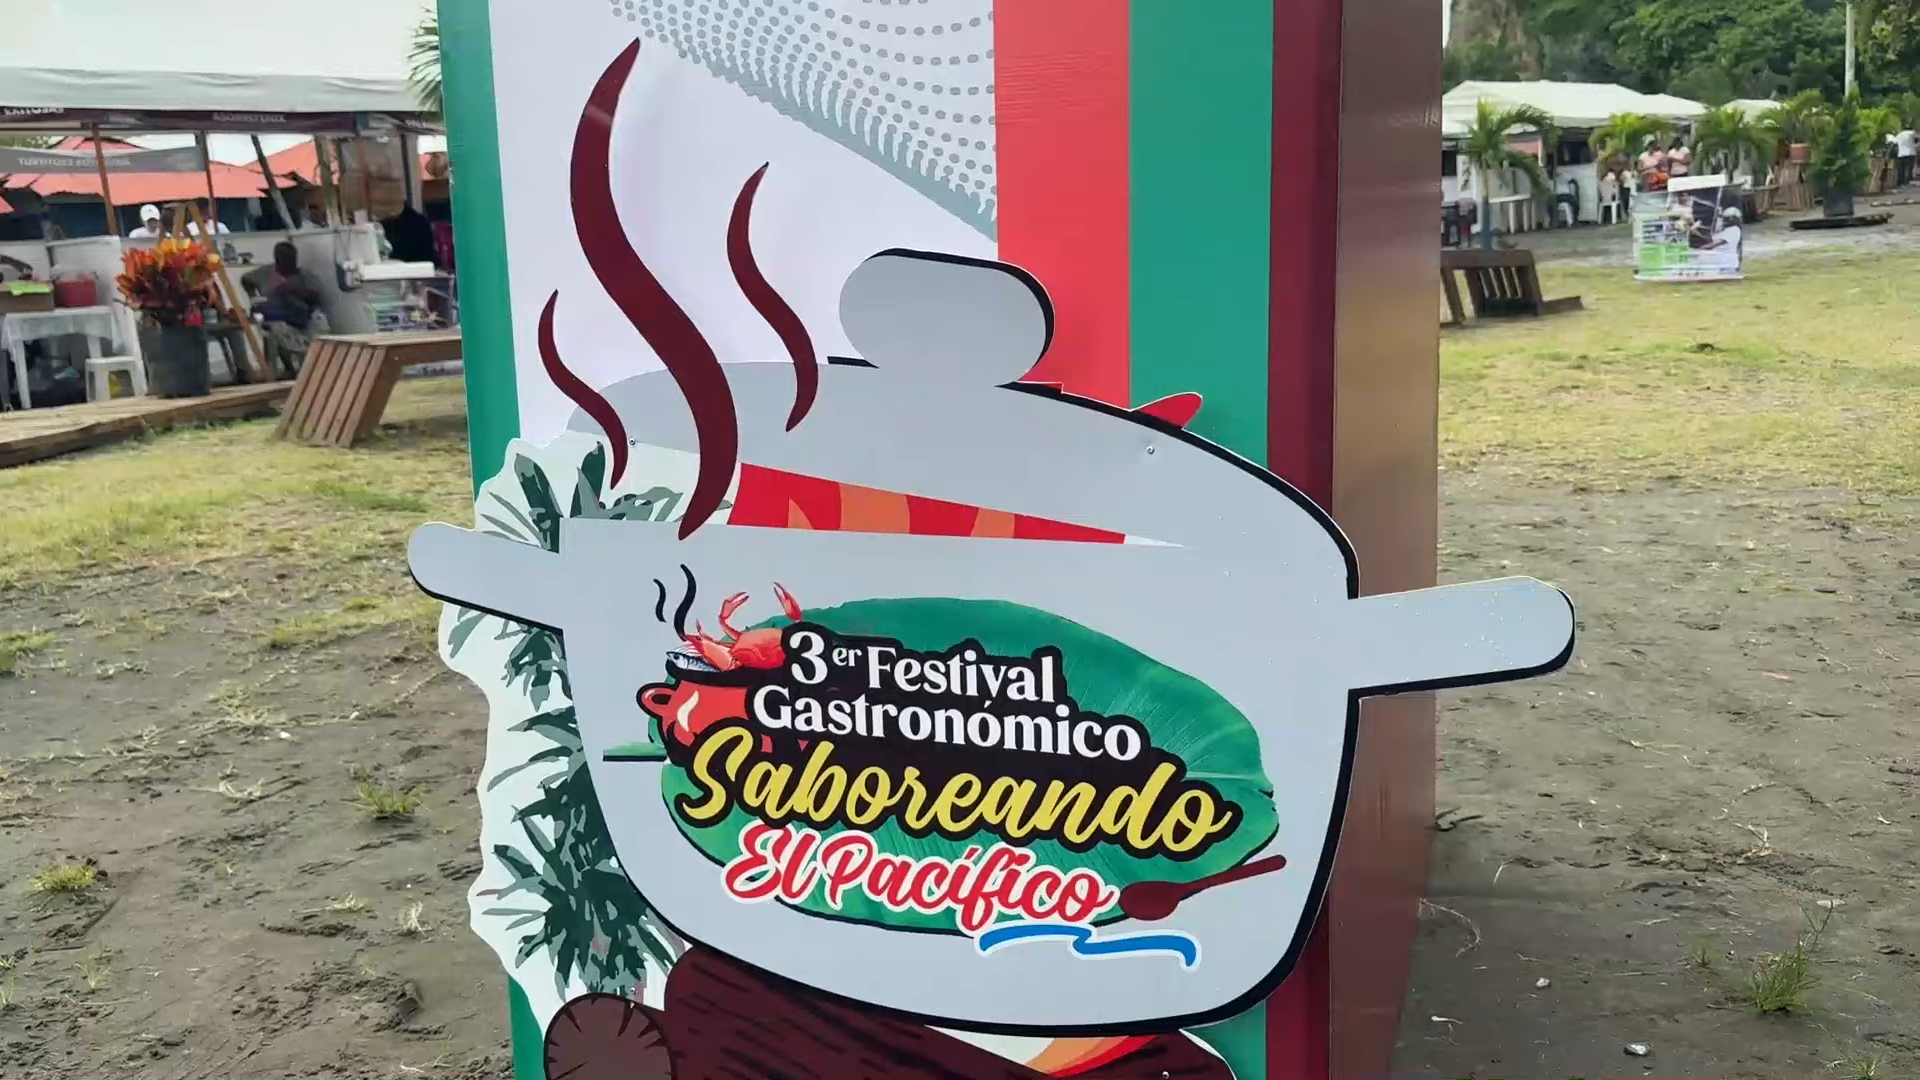 3er Festival
Gastronómico
Saboreando
El Pacífico